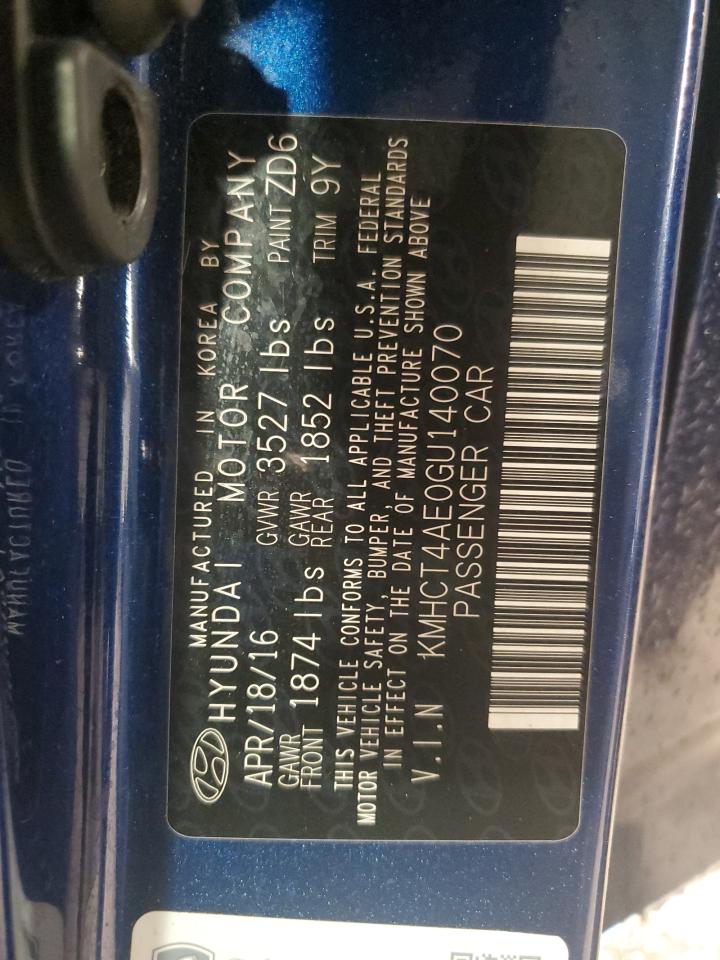 MANUFACTURED IN KOREA BY
HYUNDAI MOTOR COMPANY
APR/18/16 GVWR 3527 lbs PAINT ZD6
GAWR FRONT 1874 lbs GAWR REAR 1852 lbs TRIM 9Y
THIS VEHICLE CONFORMS TO ALL APPLICABLE U.S.A. FEDERAL
MOTOR VEHICLE SAFETY, BUMPER, AND THEFT PREVENTION STANDARDS
IN EFFECT ON THE DATE OF MANUFACTURE SHOWN ABOVE
V.I.N KMHCT4AE0GU140070
PASSENGER CAR